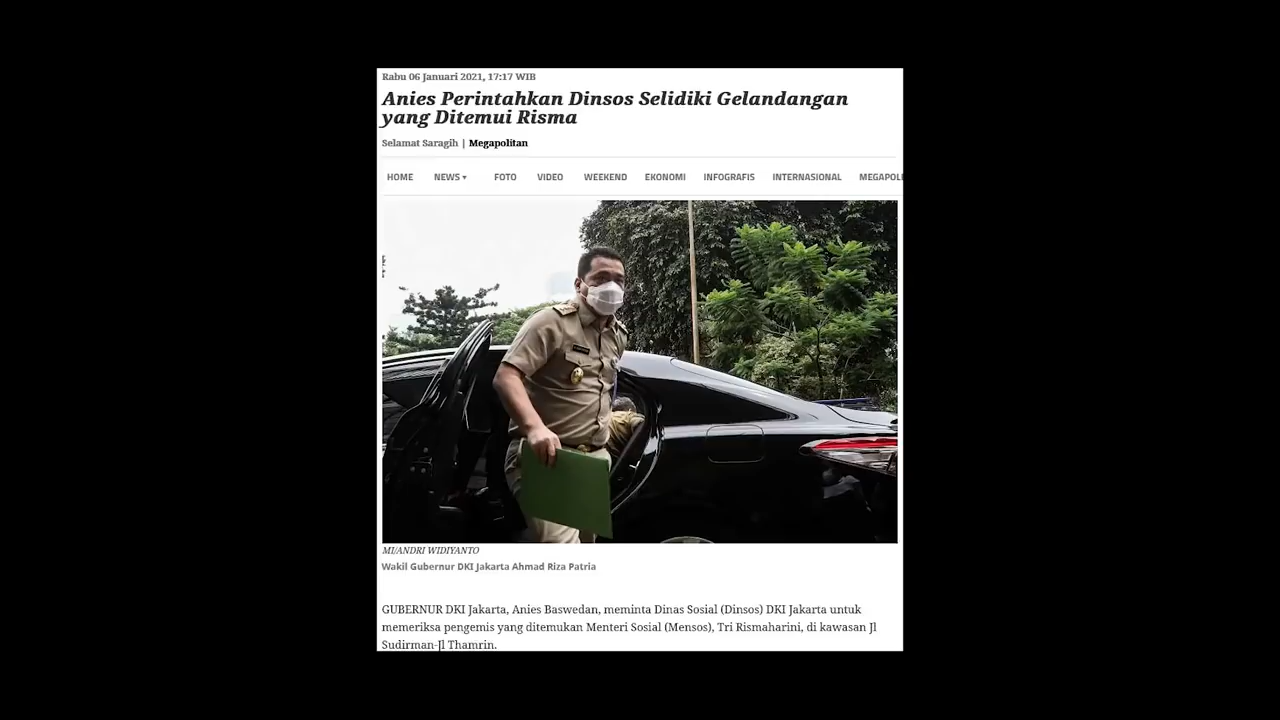 Rabu 06 Januari 2021, 17:17 WIB
Anies Perintahkan Dinsos Selidiki Gelandangan
yang Ditemui Risma
Selamat Saragih | Megapolitan
HOME NEWS ▾ FOTO VIDEO WEEKEND EKONOMI INFOGRAFIS INTERNASIONAL MEGAPOL
MI/ANDRI WIDIYANTO
Wakil Gubernur DKI Jakarta Ahmad Riza Patria
GUBERNUR DKI Jakarta, Anies Baswedan, meminta Dinas Sosial (Dinsos) DKI Jakarta untuk
memeriksa pengemis yang ditemukan Menteri Sosial (Mensos), Tri Rismaharini, di kawasan Jl
Sudirman-Jl Thamrin.